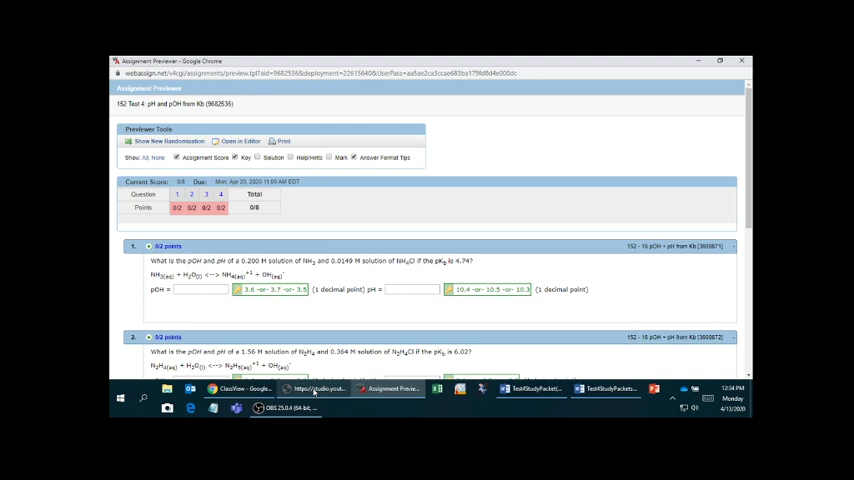 Assignment Previewer - Google Chrome
webassign.net/v4cgi/assignments/preview.tpl?aid=9682536&deployment=22615640&UserPass=
Assignment Previewer
152 Test 4: pH and pOH from Kb (9682536)
Previewer Tools
Show New Randomization Open in Editor Print
Show: All, None Assignment Score Key Solution Help/Hints Mark Answer Format Tips
Current Score: 0/8 Due: Mon, Apr 20, 2020 11:00 AM EDT
Question 1 2 3 4 Total
Points 0/2 0/2 0/2 0/2 0/8
1. 0/2 points 152 - 16 pOH + pH from Kb [3600871]
What is the pOH and pH of a 0.200 M solution of NH3 and 0.0149 M solution of NH4Cl if the pKb is 4.74?
NH3(aq) + H2O(l) <--> NH4(aq)+1 + OH(aq)-
pOH = 3.6 -or- 3.7 -or- 3.5 (1 decimal point) pH = 10.4 -or- 10.5 -or- 10.3 (1 decimal point)
2. 0/2 points 152 - 16 pOH + pH from Kb [3600872]
What is the pOH and pH of a 1.56 M solution of N2H4 and 0.364 M solution of N2H5Cl if the pKb is 6.02?
N2H4(aq) + H2O(l) <--> N2H5(aq)+1 + OH(aq)-
ClassView - Google... https://studio.yout... Assignment Previe... Test4StudyPacket(... Test4StudyPackets...
12:34 PM
Monday
OBS 25.0.4 (64-bit, ...
4/13/2020